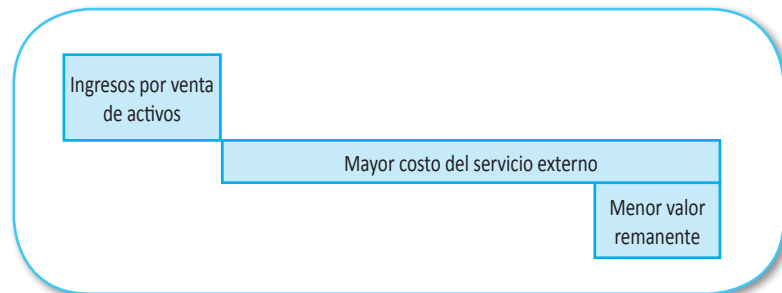 Ingresos por venta
de activos
Mayor costo del servicio externo
Menor valor
remanente